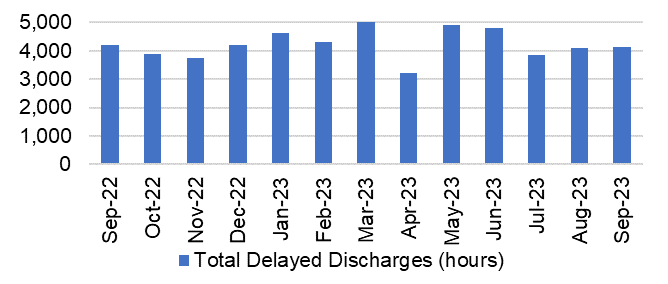 5,000
4,000
3,000
2,000
1,000
0
Sep-22
Oct-22
Nov-22
Dec-22
Jan-23
Feb-23
Mar-23
Apr-23
May-23
Jun-23
Jul-23
Aug-23
Sep-23
Total Delayed Discharges (hours)